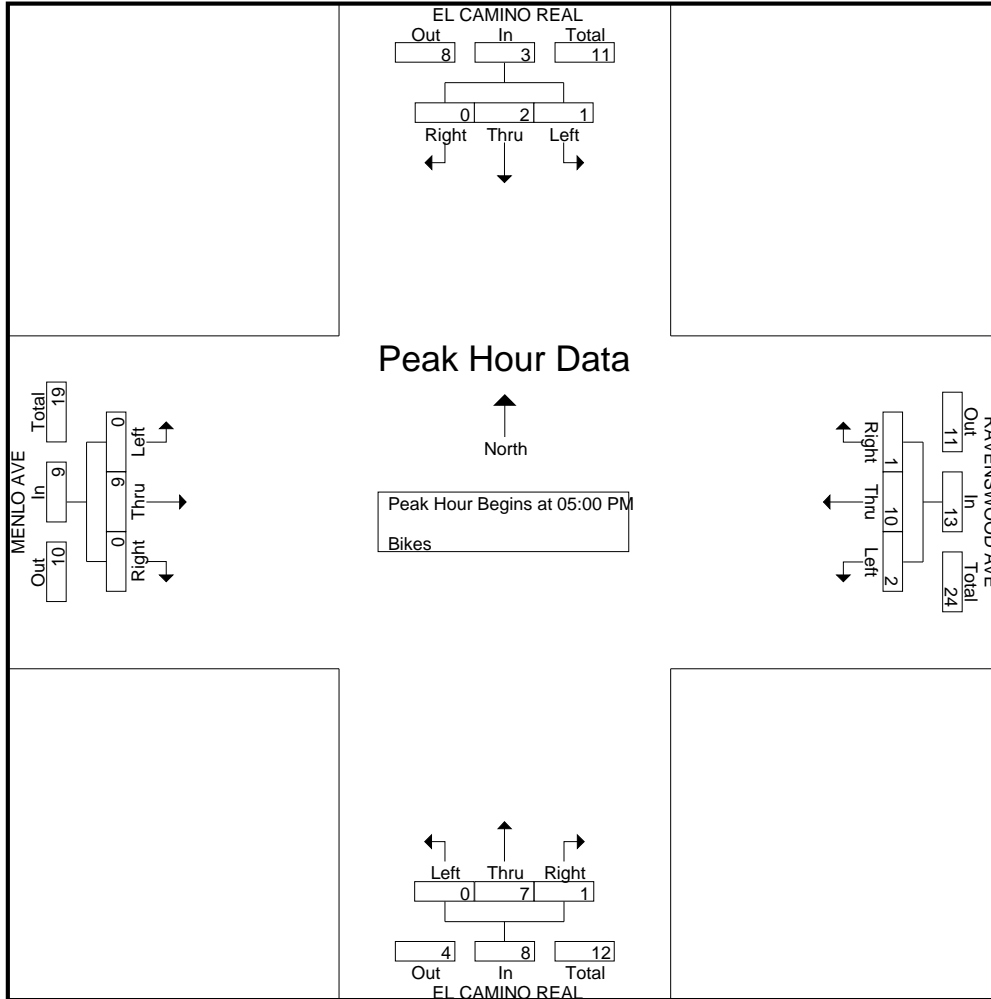 EL CAMINO REAL
Out In Total
8 3 11
0 2 1
Right Thru Left
Peak Hour Data
North
Peak Hour Begins at 05:00 PM
Bikes
MENLO AVE
Total In Out
19 9 10
0 9 0
Left Thru Right
RAVENSWOOD AVE
Out In Total
11 13 24
1 10 2
Right Thru Left
Left Thru Right
0 7 1
4 8 12
Out In Total
EL CAMINO REAL